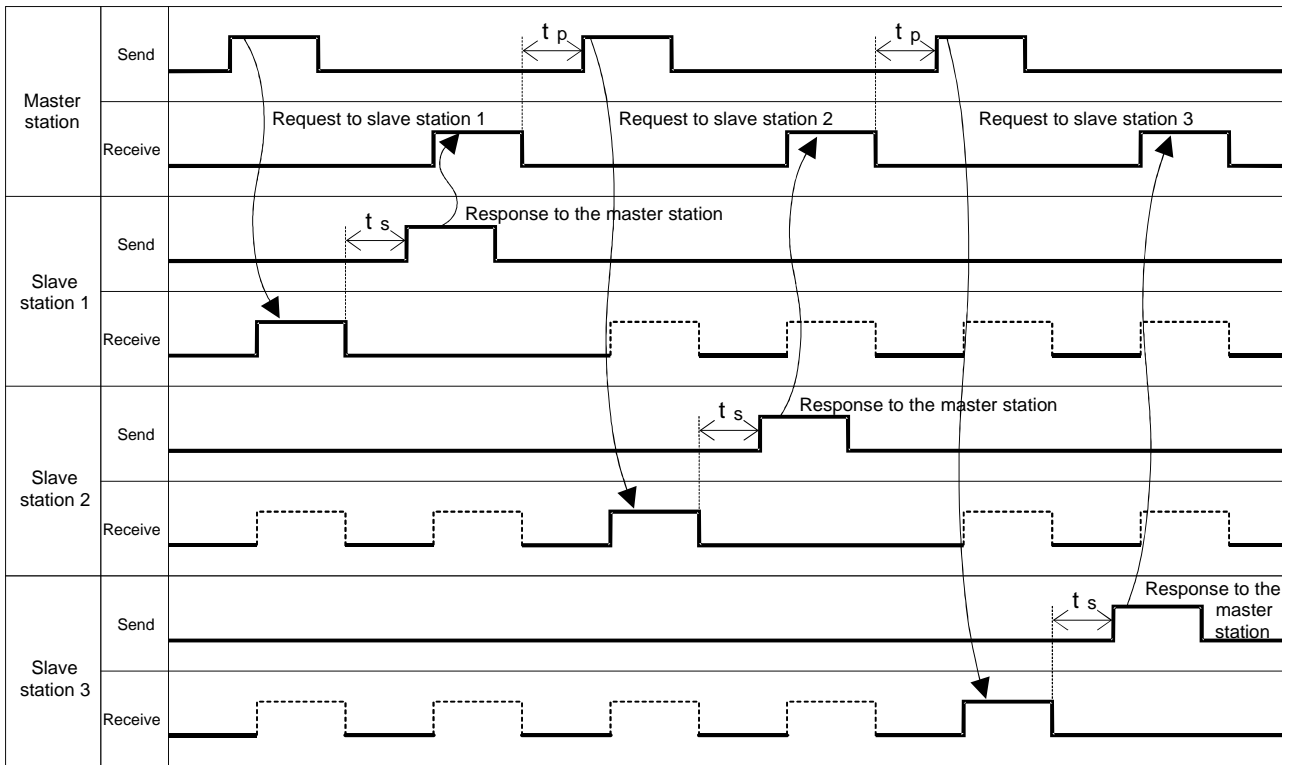 Master
station
Send
t p
t p
Receive
Request to slave station 1
Request to slave station 2
Request to slave station 3
Slave
station 1
Send
t s
Response to the master station
Receive
Slave
station 2
Send
t s
Response to the master station
Receive
Slave
station 3
Send
t s
Response to the
master
station
Receive